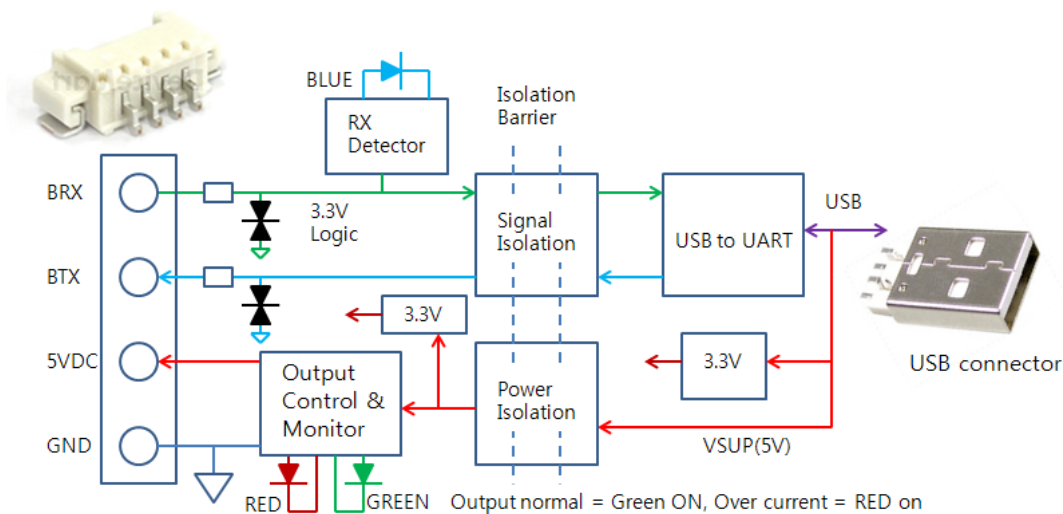 BLUE
RX
Detector
Isolation
Barrier
BRX
3.3V
Logic
Signal
Isolation
USB to UART
USB
BTX
3.3V
5VDC
Output
Control &
Monitor
Power
Isolation
3.3V
USB connector
GND
VSUP(5V)
RED
GREEN
Output normal = Green ON, Over current = RED on